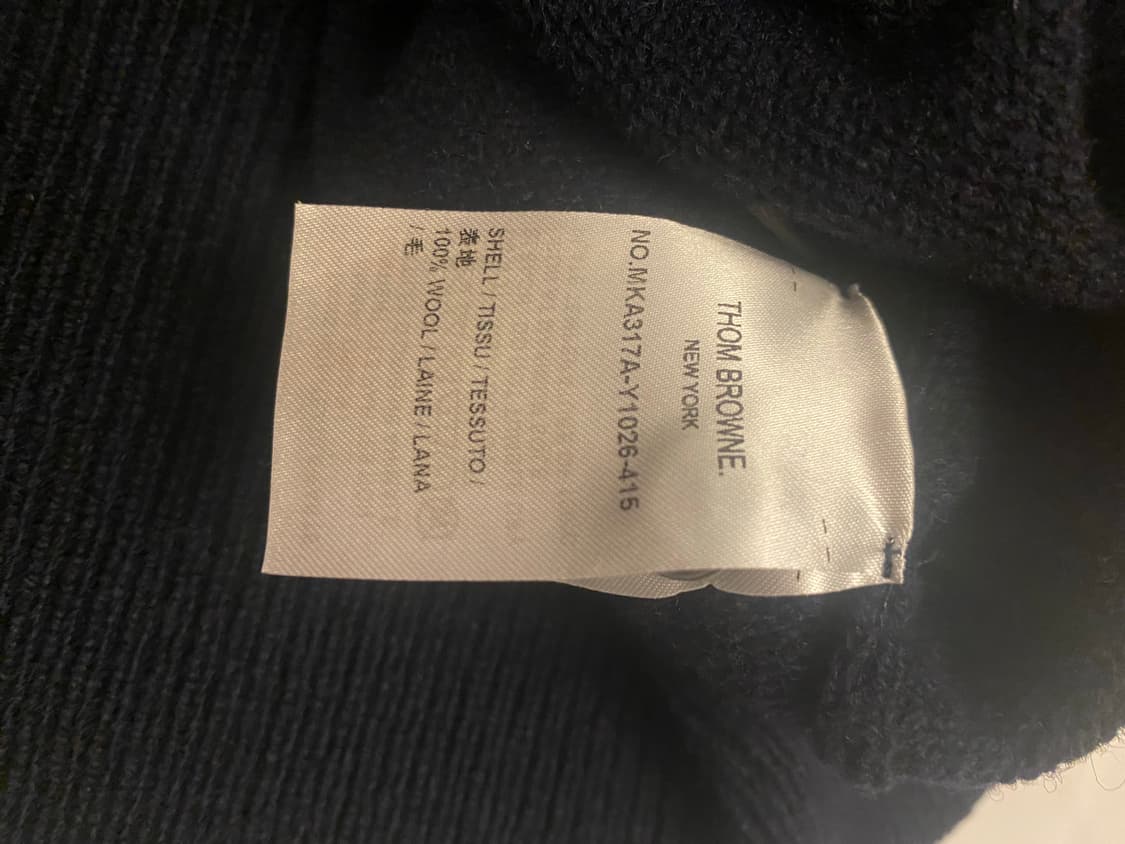 THOM BROWNE.
NEW YORK
NO.MKA317A-Y1026-415
SHELL / TISSU / TESSUTO /
表地
100% WOOL / LAINE / LANA
/ 毛